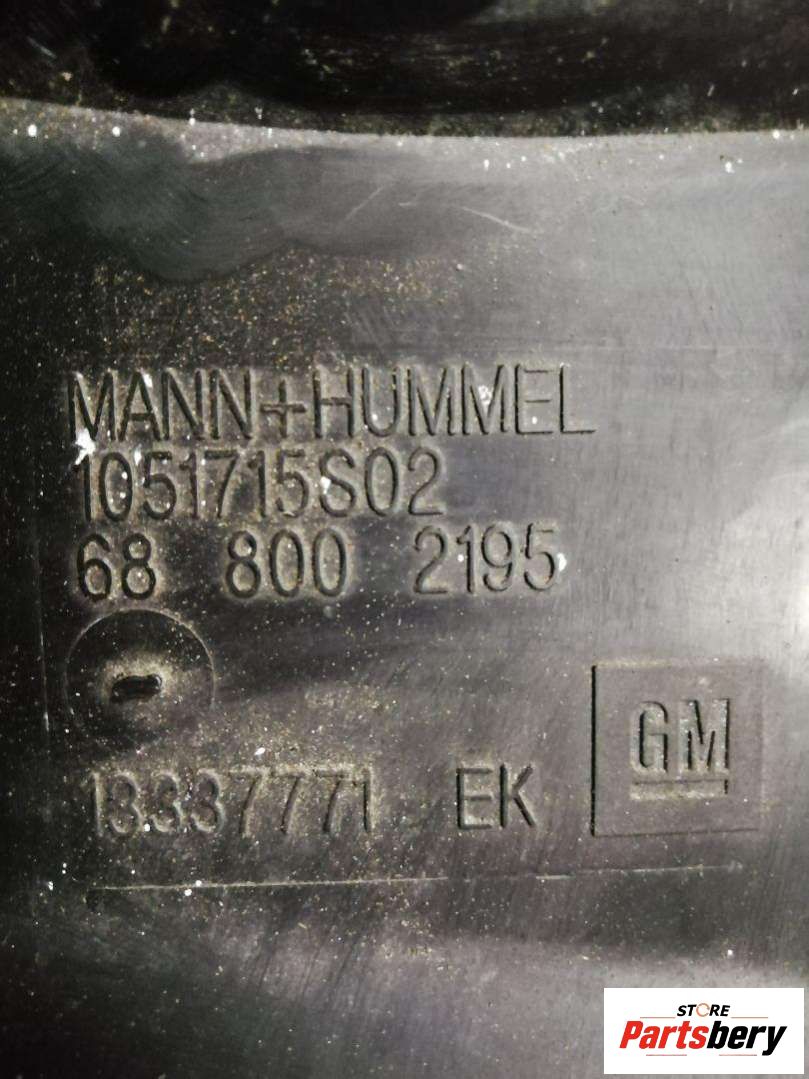 MANN+HUMMEL
1051715S02
68 800 2195
13337771 EK
GM
STORE
Partsbery